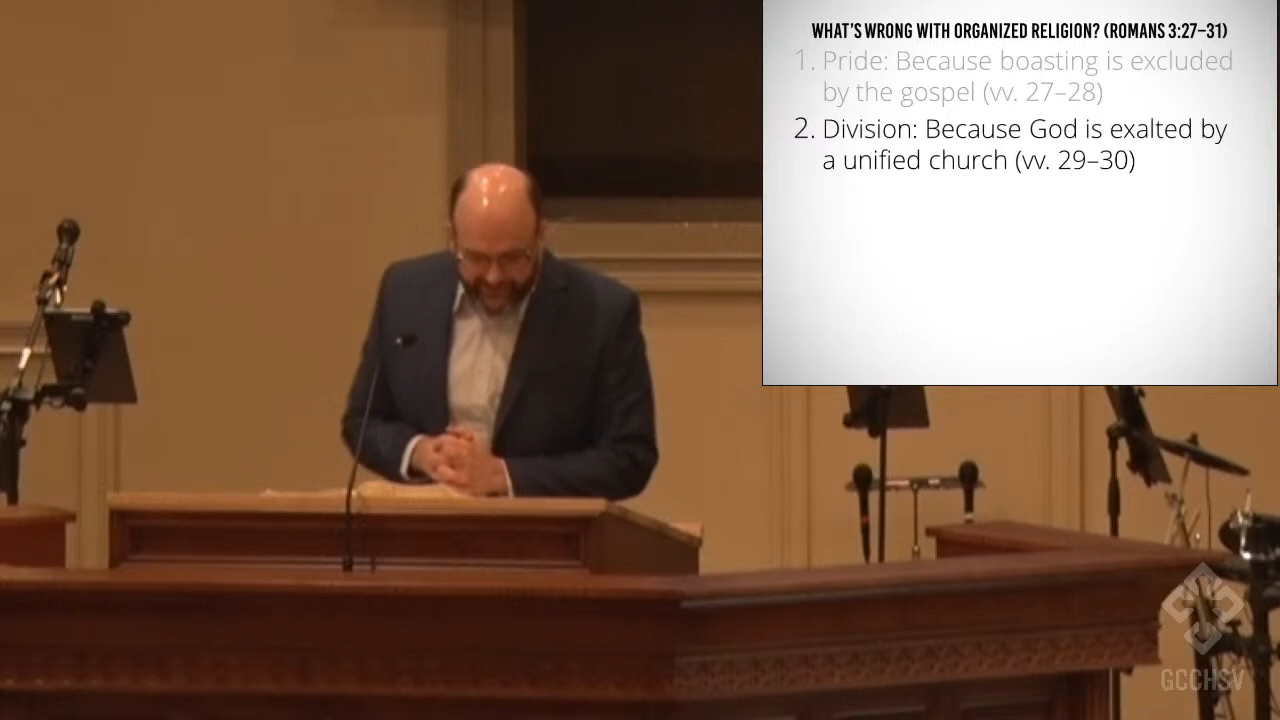 WHAT'S WRONG WITH ORGANIZED RELIGION? (ROMANS 3:27–31)
1. Pride: Because boasting is excluded
by the gospel (vv. 27–28)
2. Division: Because God is exalted by
a unified church (vv. 29–30)
GCCHSV